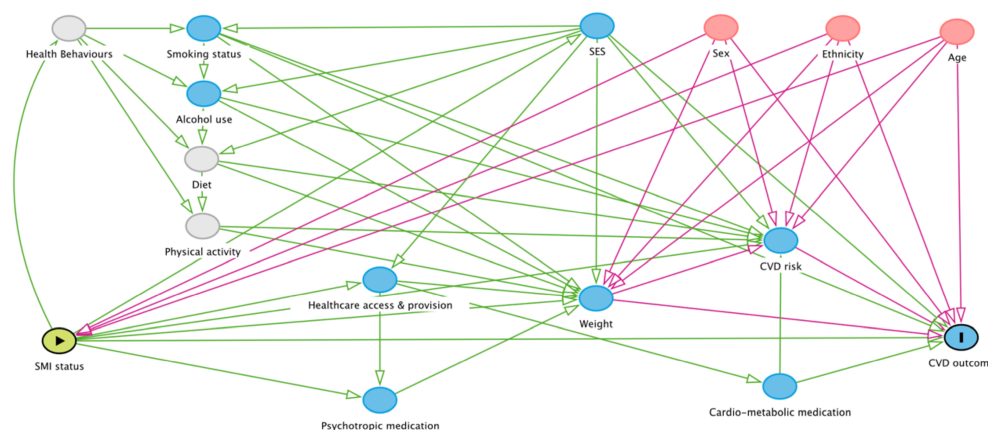 Health Behaviours
Smoking status
SES
Sex
Ethnicity
Age
Alcohol use
Diet
Physical activity
CVD risk
Healthcare access & provision
Weight
SMI status
CVD outcom
Cardio-metabolic medication
Psychotropic medication